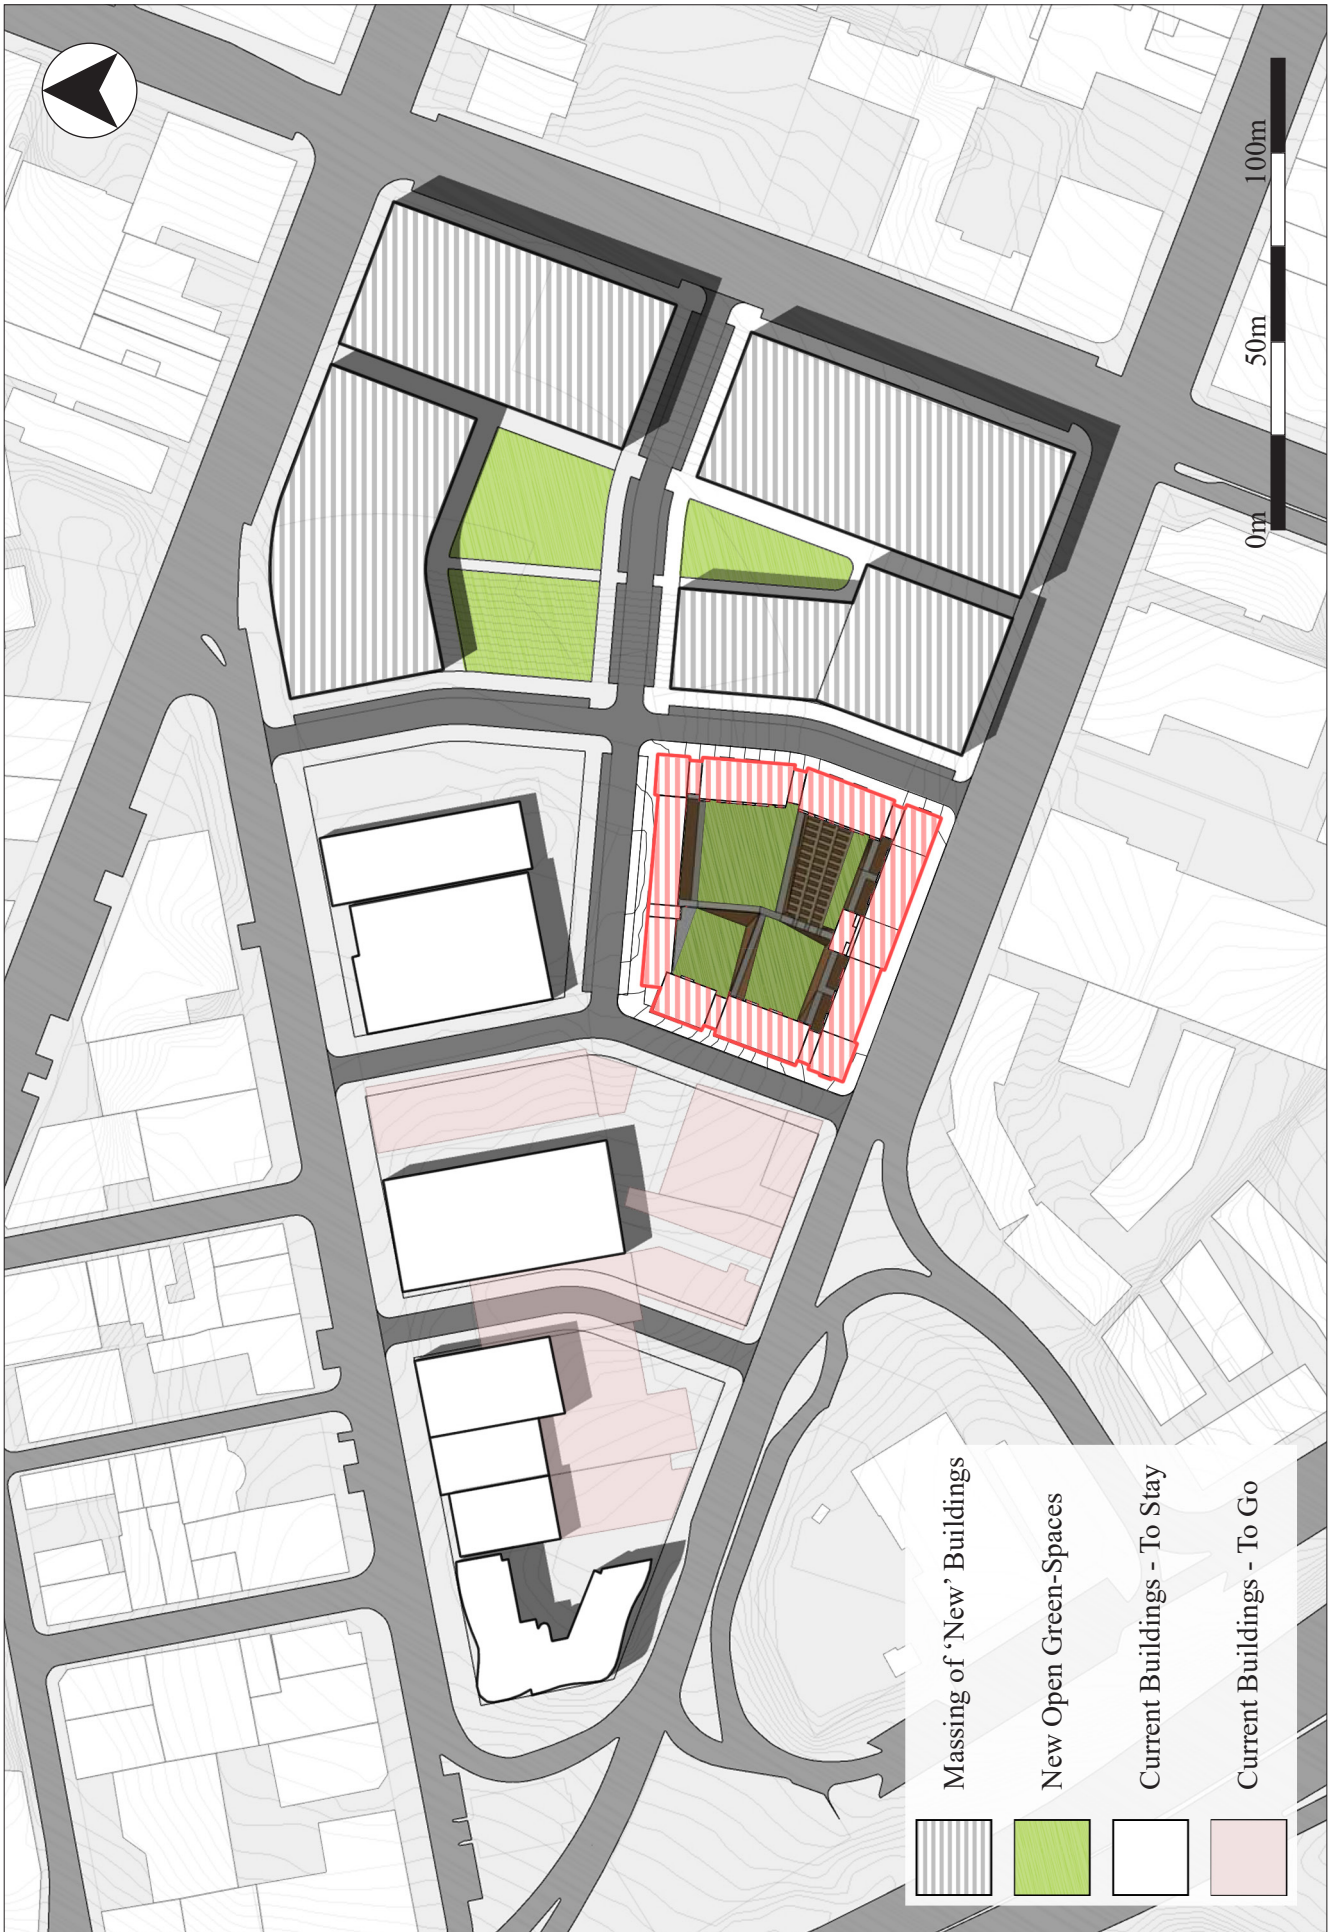 0m
50m
100m
Massing of ‘New’ Buildings
New Open Green-Spaces
Current Buildings - To Stay
Current Buildings - To Go